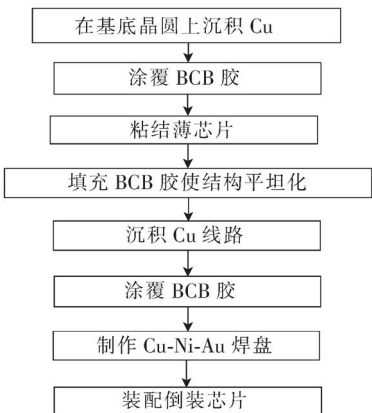 在基底晶圆上沉积 Cu
涂覆 BCB 胶
粘结薄芯片
填充 BCB 胶使结构平坦化
沉积 Cu 线路
涂覆 BCB 胶
制作 Cu-Ni-Au 焊盘
装配倒装芯片